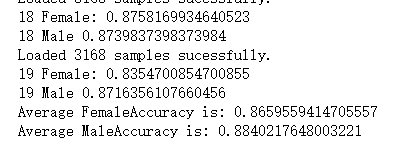 Loaded 3168 samples sucessfully.
18 Female: 0.8758169934640523
18 Male 0.8739837398373984
Loaded 3168 samples sucessfully.
19 Female: 0.8354700854700855
19 Male 0.8716356107660456
Average FemaleAccuracy is: 0.8659559414705557
Average MaleAccuracy is: 0.8840217648003221